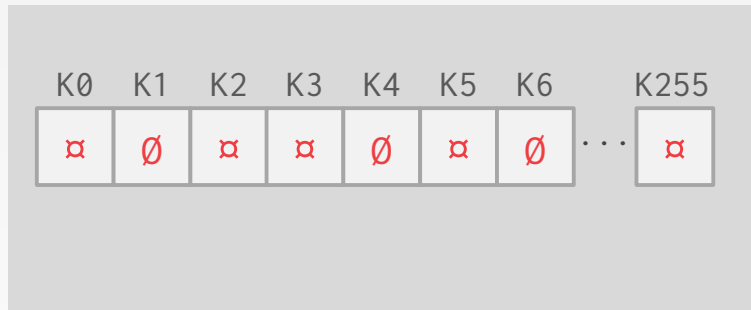 K0 K1 K2 K3 K4 K5 K6 K255
¤ Ø ¤ ¤ Ø ¤ Ø ··· ¤